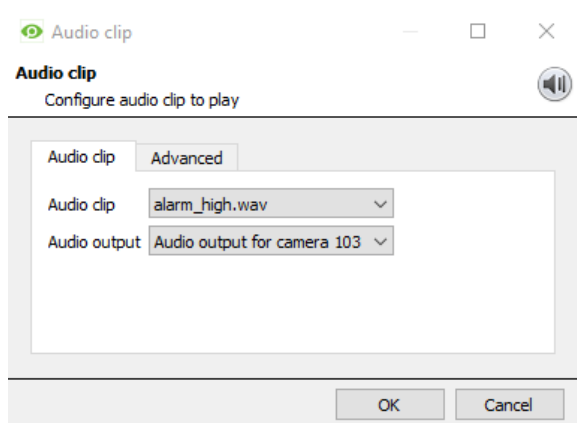 Audio clip
Audio clip
Configure audio clip to play
Audio clip Advanced
Audio clip alarm_high.wav
Audio output Audio output for camera 103
OK Cancel